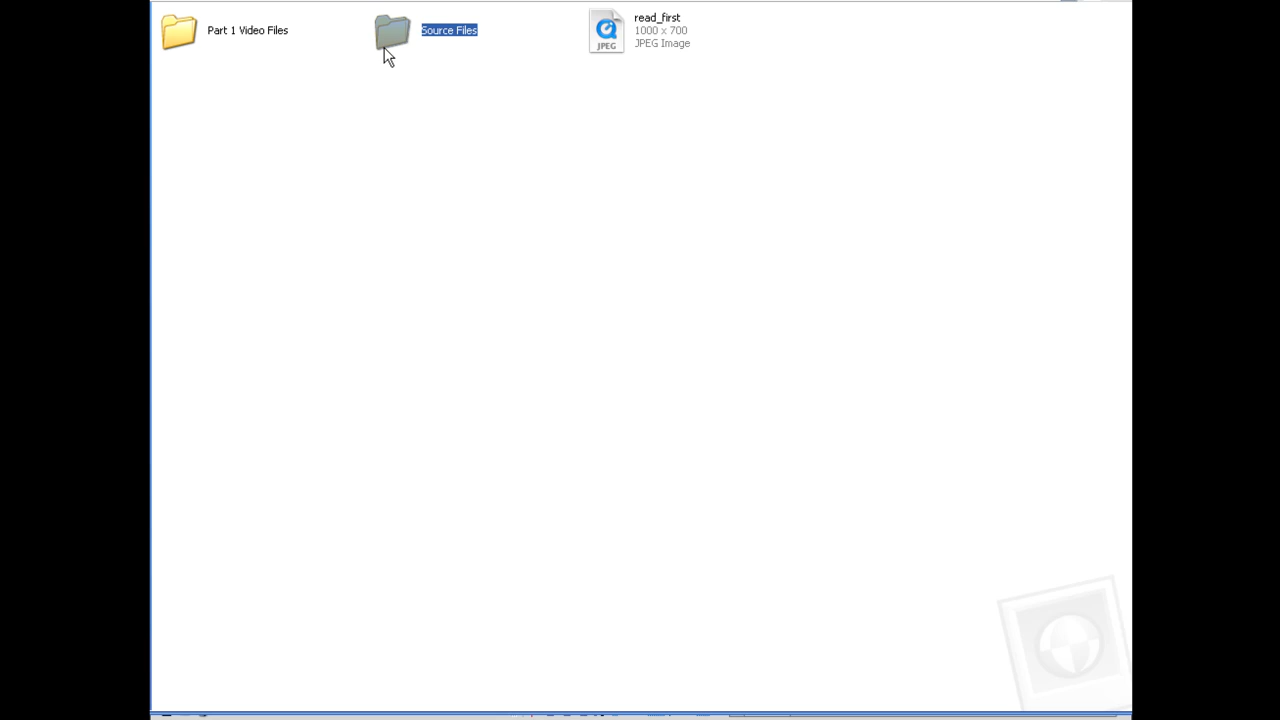 Part 1 Video Files
Source Files
read_first
1000 x 700
JPEG Image
JPEG